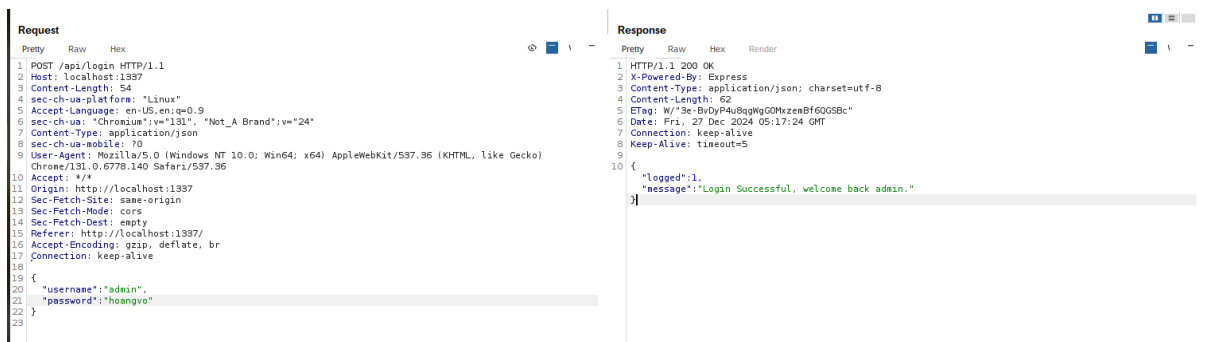 Request
Pretty Raw Hex
1 POST /api/login HTTP/1.1
2 Host: localhost:1337
3 Content-Length: 54
4 sec-ch-ua-platform: "Linux"
5 Accept-Language: en-US,en;q=0.9
6 sec-ch-ua: "Chromium";v="131", "Not_A Brand";v="24"
7 Content-Type: application/json
8 sec-ch-ua-mobile: ?0
9 User-Agent: Mozilla/5.0 (Windows NT 10.0; Win64; x64) AppleWebKit/537.36 (KHTML, like Gecko)
Chrome/131.0.6778.140 Safari/537.36
10 Accept: */*
11 Origin: http://localhost:1337
12 Sec-Fetch-Site: same-origin
13 Sec-Fetch-Mode: cors
14 Sec-Fetch-Dest: empty
15 Referer: http://localhost:1337/
16 Accept-Encoding: gzip, deflate, br
17 Connection: keep-alive
18
19 {
20 "username":"admin",
21 "password":"hoangvo"
22 }
23
Response
Pretty Raw Hex Render
1 HTTP/1.1 200 OK
2 X-Powered-By: Express
3 Content-Type: application/json; charset=utf-8
4 Content-Length: 62
5 ETag: W/"3e-BvDyP4u8qgWgGOMxzemBf6QGSBc"
6 Date: Fri, 27 Dec 2024 05:17:24 GMT
7 Connection: keep-alive
8 Keep-Alive: timeout=5
9
10 {
"logged":1,
"message":"Login Successful, welcome back admin."
}